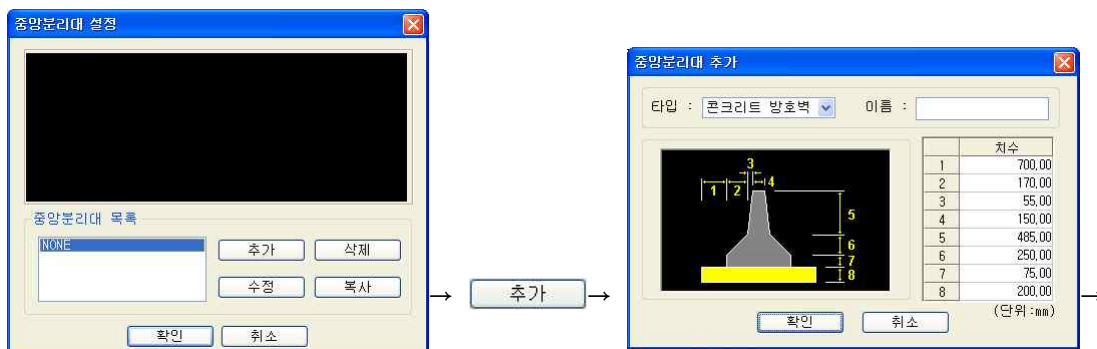 중앙분리대 설정
중앙분리대 목록
NONE
추가 삭제
수정 복사
확인 취소
→ 추가 →
중앙분리대 추가
타입 : 콘크리트 방호벽 이름 :
3
1 2 4
5
6
7
8
치수
1 700,00
2 170,00
3 55,00
4 150,00
5 485,00
6 250,00
7 75,00
8 200,00
(단위:mm)
확인 취소
→